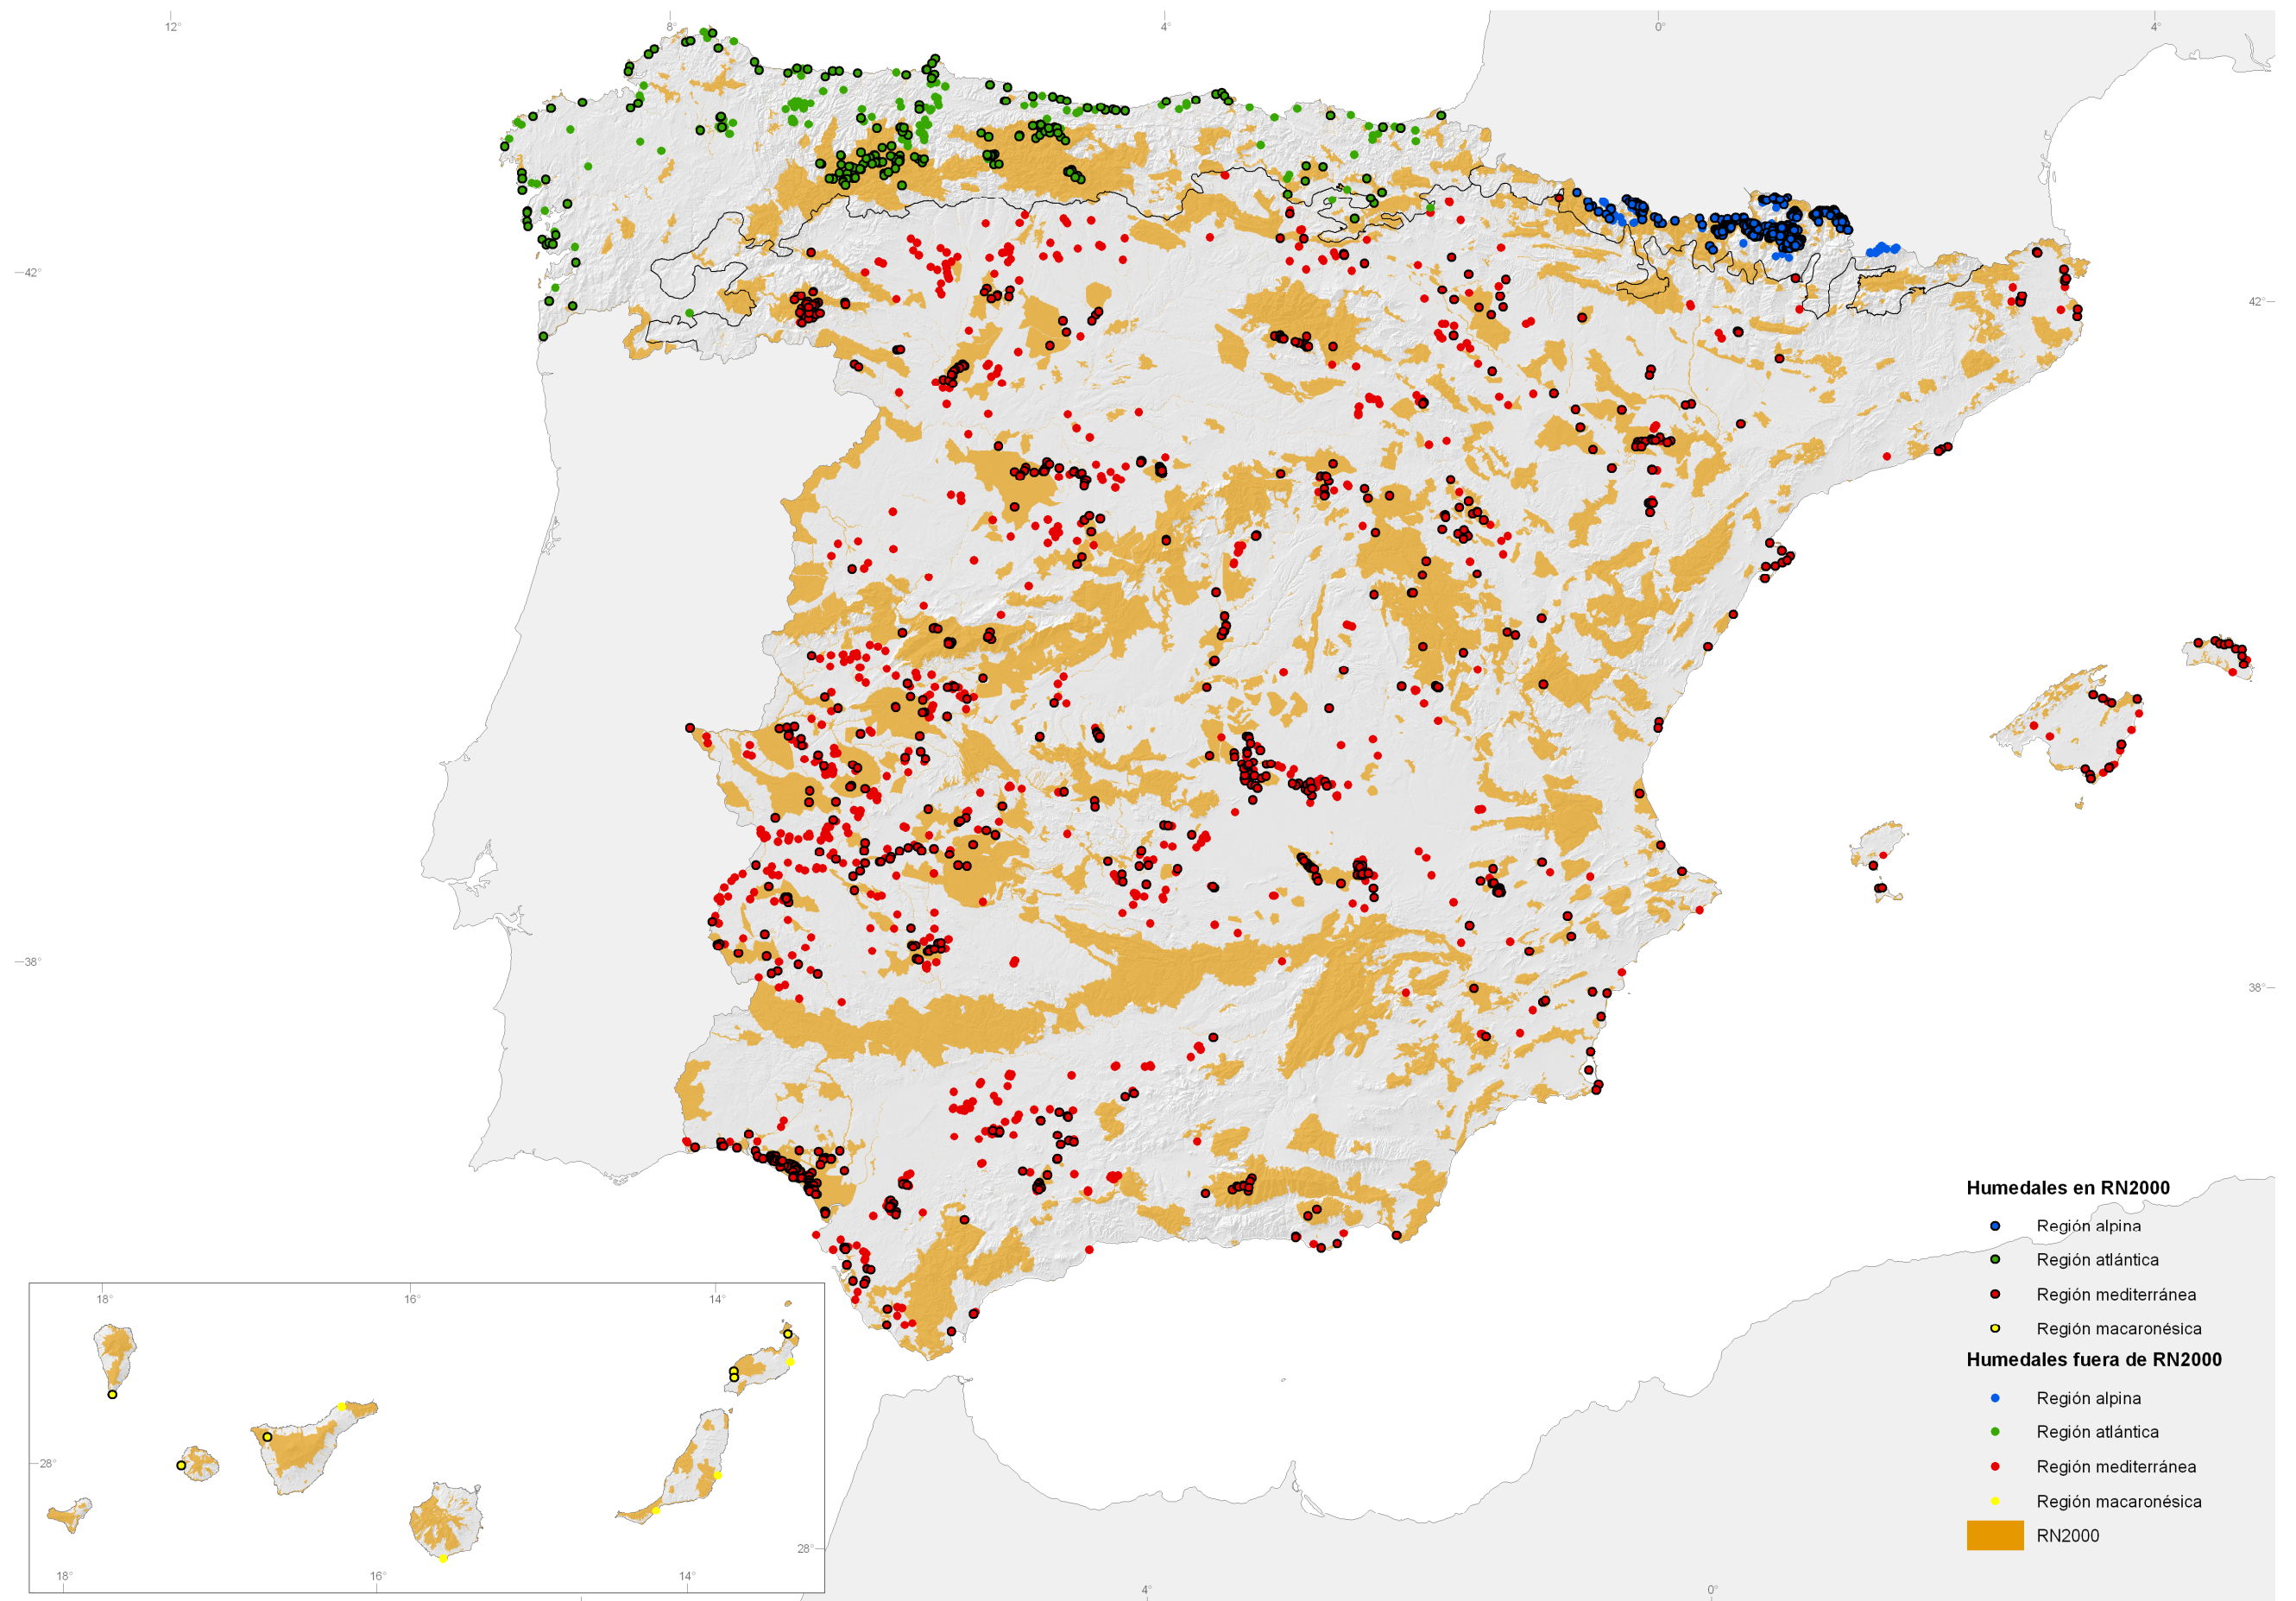 12°
8°
4°
0°
4°
42°
42°
38°
38°
Humedales en RN2000
Región alpina
Región atlántica
Región mediterránea
Región macaronésica
Humedales fuera de RN2000
Región alpina
Región atlántica
Región mediterránea
Región macaronésica
RN2000
18°
16°
14°
28°
28°
18°
16°
14°
4°
0°